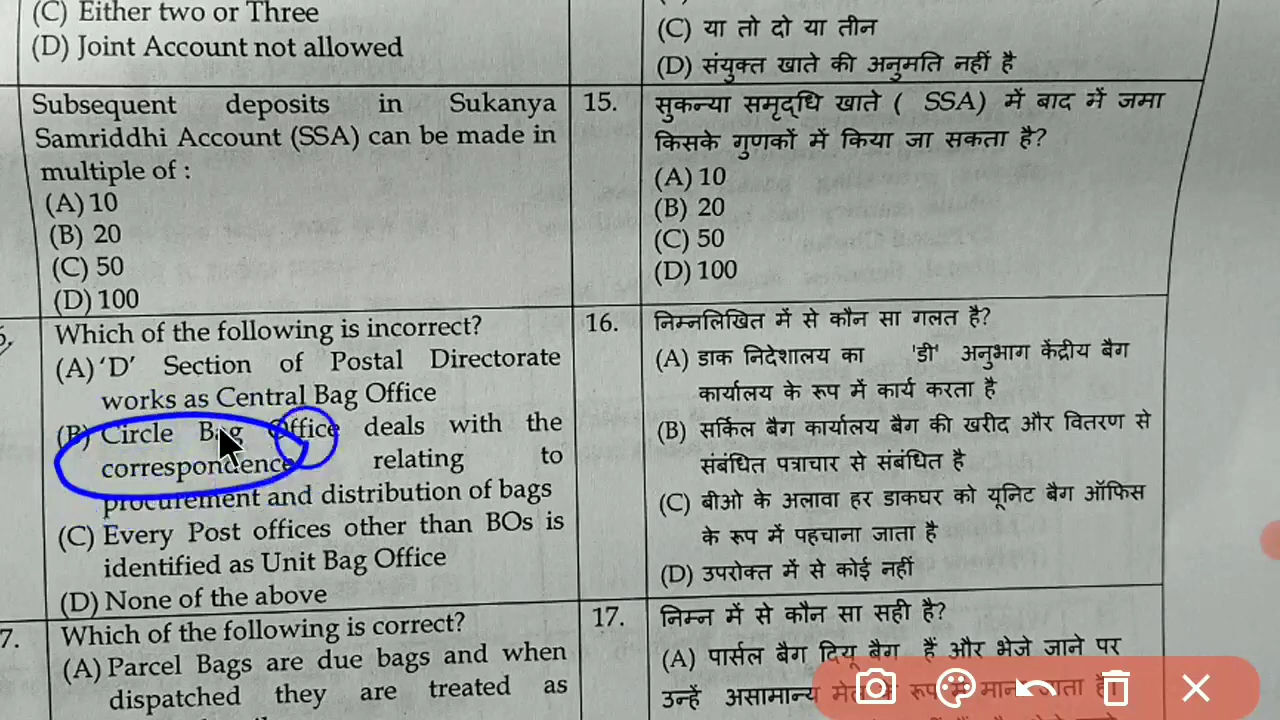 (C) Either two or Three
(D) Joint Account not allowed
Subsequent deposits in Sukanya
Samriddhi Account (SSA) can be made in
multiple of :
(A) 10
(B) 20
(C) 50
(D) 100
Which of the following is incorrect?
(A) ‘D’ Section of Postal Directorate
works as Central Bag Office
(B) Circle Bag Office deals with the
correspondence relating to
procurement and distribution of bags
(C) Every Post offices other than BOs is
identified as Unit Bag Office
(D) None of the above
7. Which of the following is correct?
(A) Parcel Bags are due bags and when
dispatched they are treated as
(C) या तो दो या तीन
(D) संयुक्त खाते की अनुमति नहीं है
15. सुकन्या समृद्धि खाते ( SSA) में बाद में जमा
किसके गुणकों में किया जा सकता है?
(A) 10
(B) 20
(C) 50
(D) 100
16. निम्नलिखित में से कौन सा गलत है?
(A) डाक निदेशालय का 'डी' अनुभाग केंद्रीय बैग
कार्यालय के रूप में कार्य करता है
(B) सर्किल बैग कार्यालय बैग की खरीद और वितरण से
संबंधित पत्राचार से संबंधित है
(C) बीओ के अलावा हर डाकघर को यूनिट बैग ऑफिस
के रूप में पहचाना जाता है
(D) उपरोक्त में से कोई नहीं
17. निम्न में से कौन सा सही है?
(A) पार्सल बैग दियू बैग हैं और भेजे जाने पर
उन्हें असामान्य के रूप में माना जाता है।